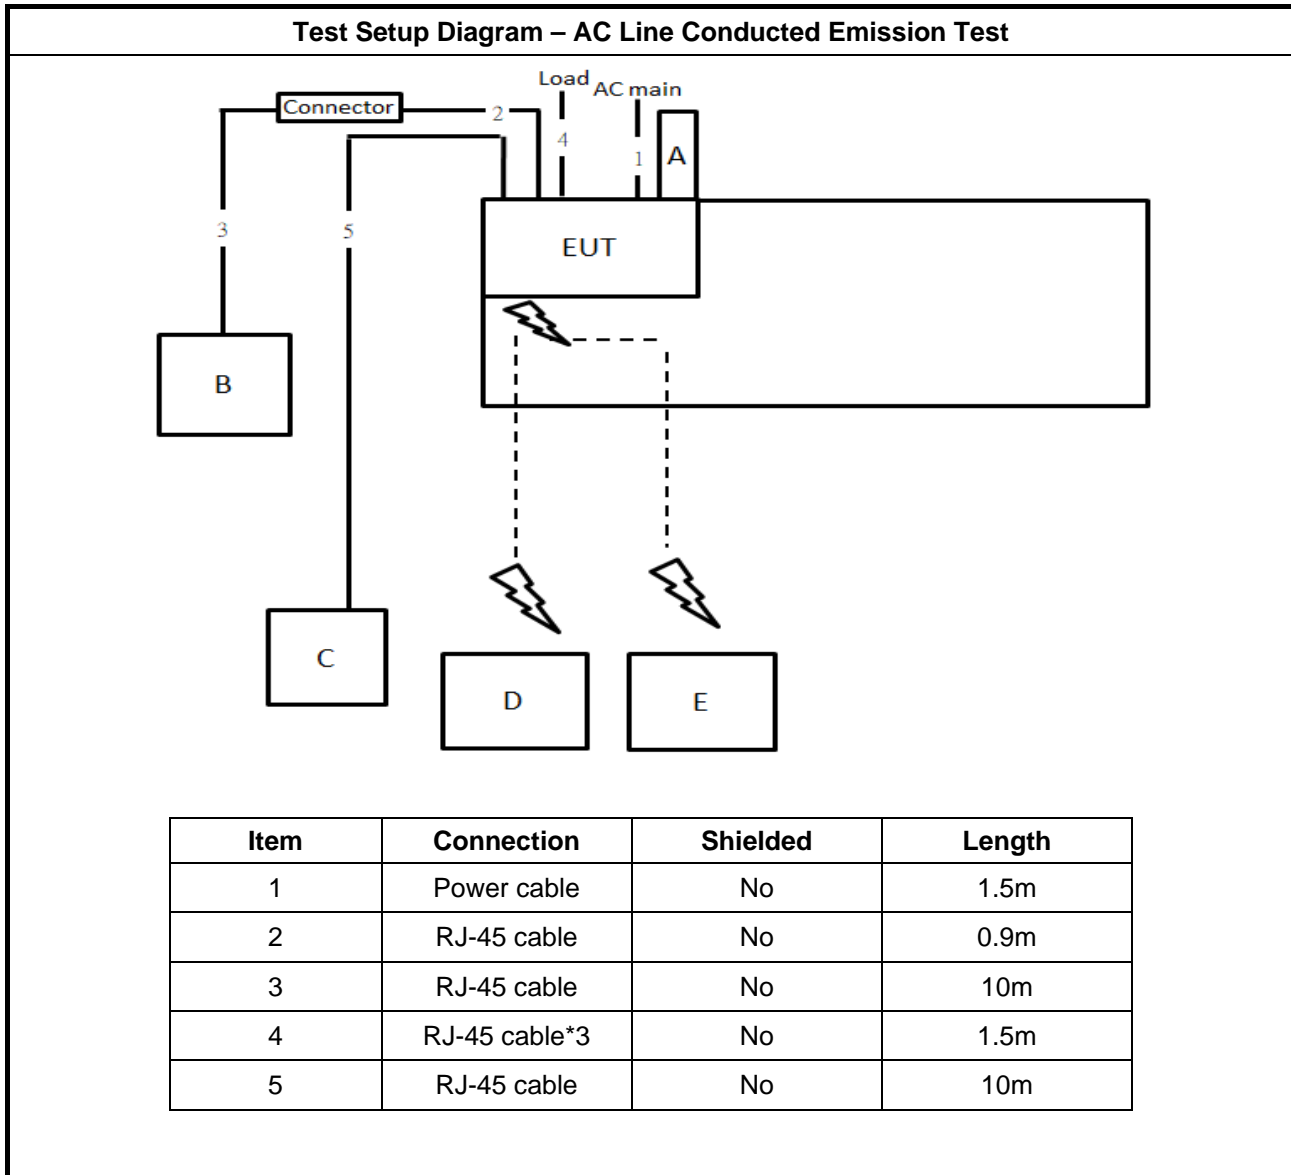 Test Setup Diagram – AC Line Conducted Emission Test
Load
AC main
Connector
2
4
1
A
3
5
EUT
B
C
D
E
Item Connection Shielded Length
1 Power cable No 1.5m
2 RJ-45 cable No 0.9m
3 RJ-45 cable No 10m
4 RJ-45 cable*3 No 1.5m
5 RJ-45 cable No 10m